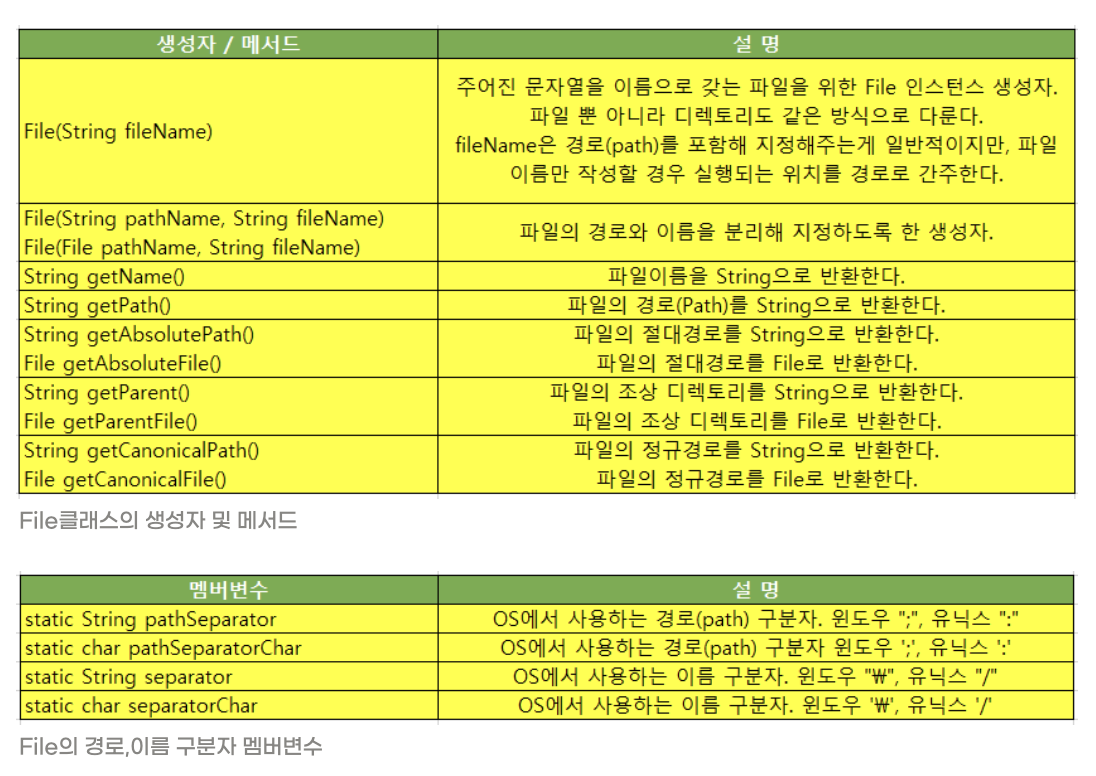 생성자 / 메서드
설 명
File(String fileName)
주어진 문자열을 이름으로 갖는 파일을 위한 File 인스턴스 생성자.
파일 뿐 아니라 디렉토리도 같은 방식으로 다룬다.
fileName은 경로(path)를 포함해 지정해주는게 일반적이지만, 파일
이름만 작성할 경우 실행되는 위치를 경로로 간주한다.
File(String pathName, String fileName)
File(File pathName, String fileName)
파일의 경로와 이름을 분리해 지정하도록 한 생성자.
String getName()
파일이름을 String으로 반환한다.
String getPath()
파일의 경로(Path)를 String으로 반환한다.
String getAbsolutePath()
파일의 절대경로를 String으로 반환한다.
File getAbsoluteFile()
파일의 절대경로를 File로 반환한다.
String getParent()
파일의 조상 디렉토리를 String으로 반환한다.
File getParentFile()
파일의 조상 디렉토리를 File로 반환한다.
String getCanonicalPath()
파일의 정규경로를 String으로 반환한다.
File getCanonicalFile()
파일의 정규경로를 File로 반환한다.
File클래스의 생성자 및 메서드
멤버변수
설 명
static String pathSeparator
OS에서 사용하는 경로(path) 구분자. 윈도우 ";", 유닉스 ":"
static char pathSeparatorChar
OS에서 사용하는 경로(path) 구분자 윈도우 ';', 유닉스 ':'
static String separator
OS에서 사용하는 이름 구분자. 윈도우 "₩", 유닉스 "/"
static char separatorChar
OS에서 사용하는 이름 구분자. 윈도우 '₩', 유닉스 '/'
File의 경로,이름 구분자 멤버변수